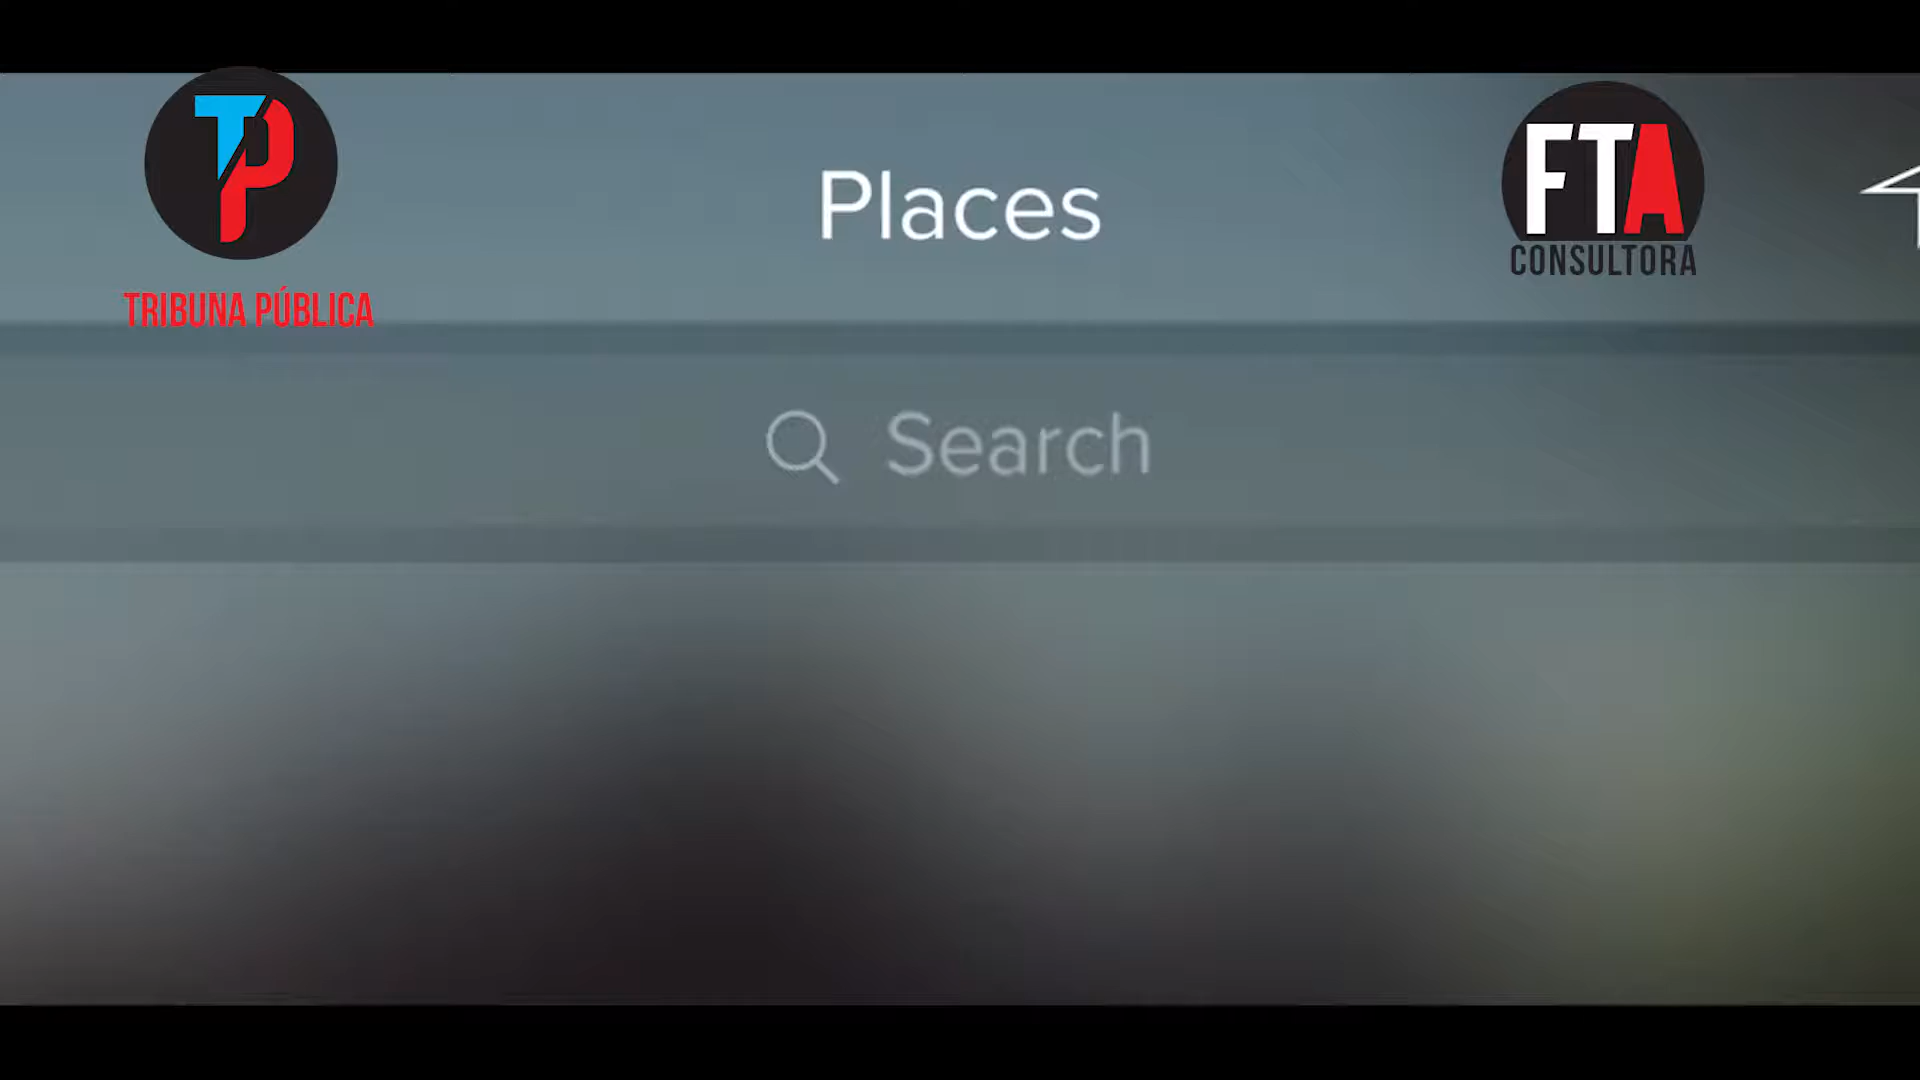 TP
TRIBUNA PÚBLICA
Places
FTA
CONSULTORA
Search